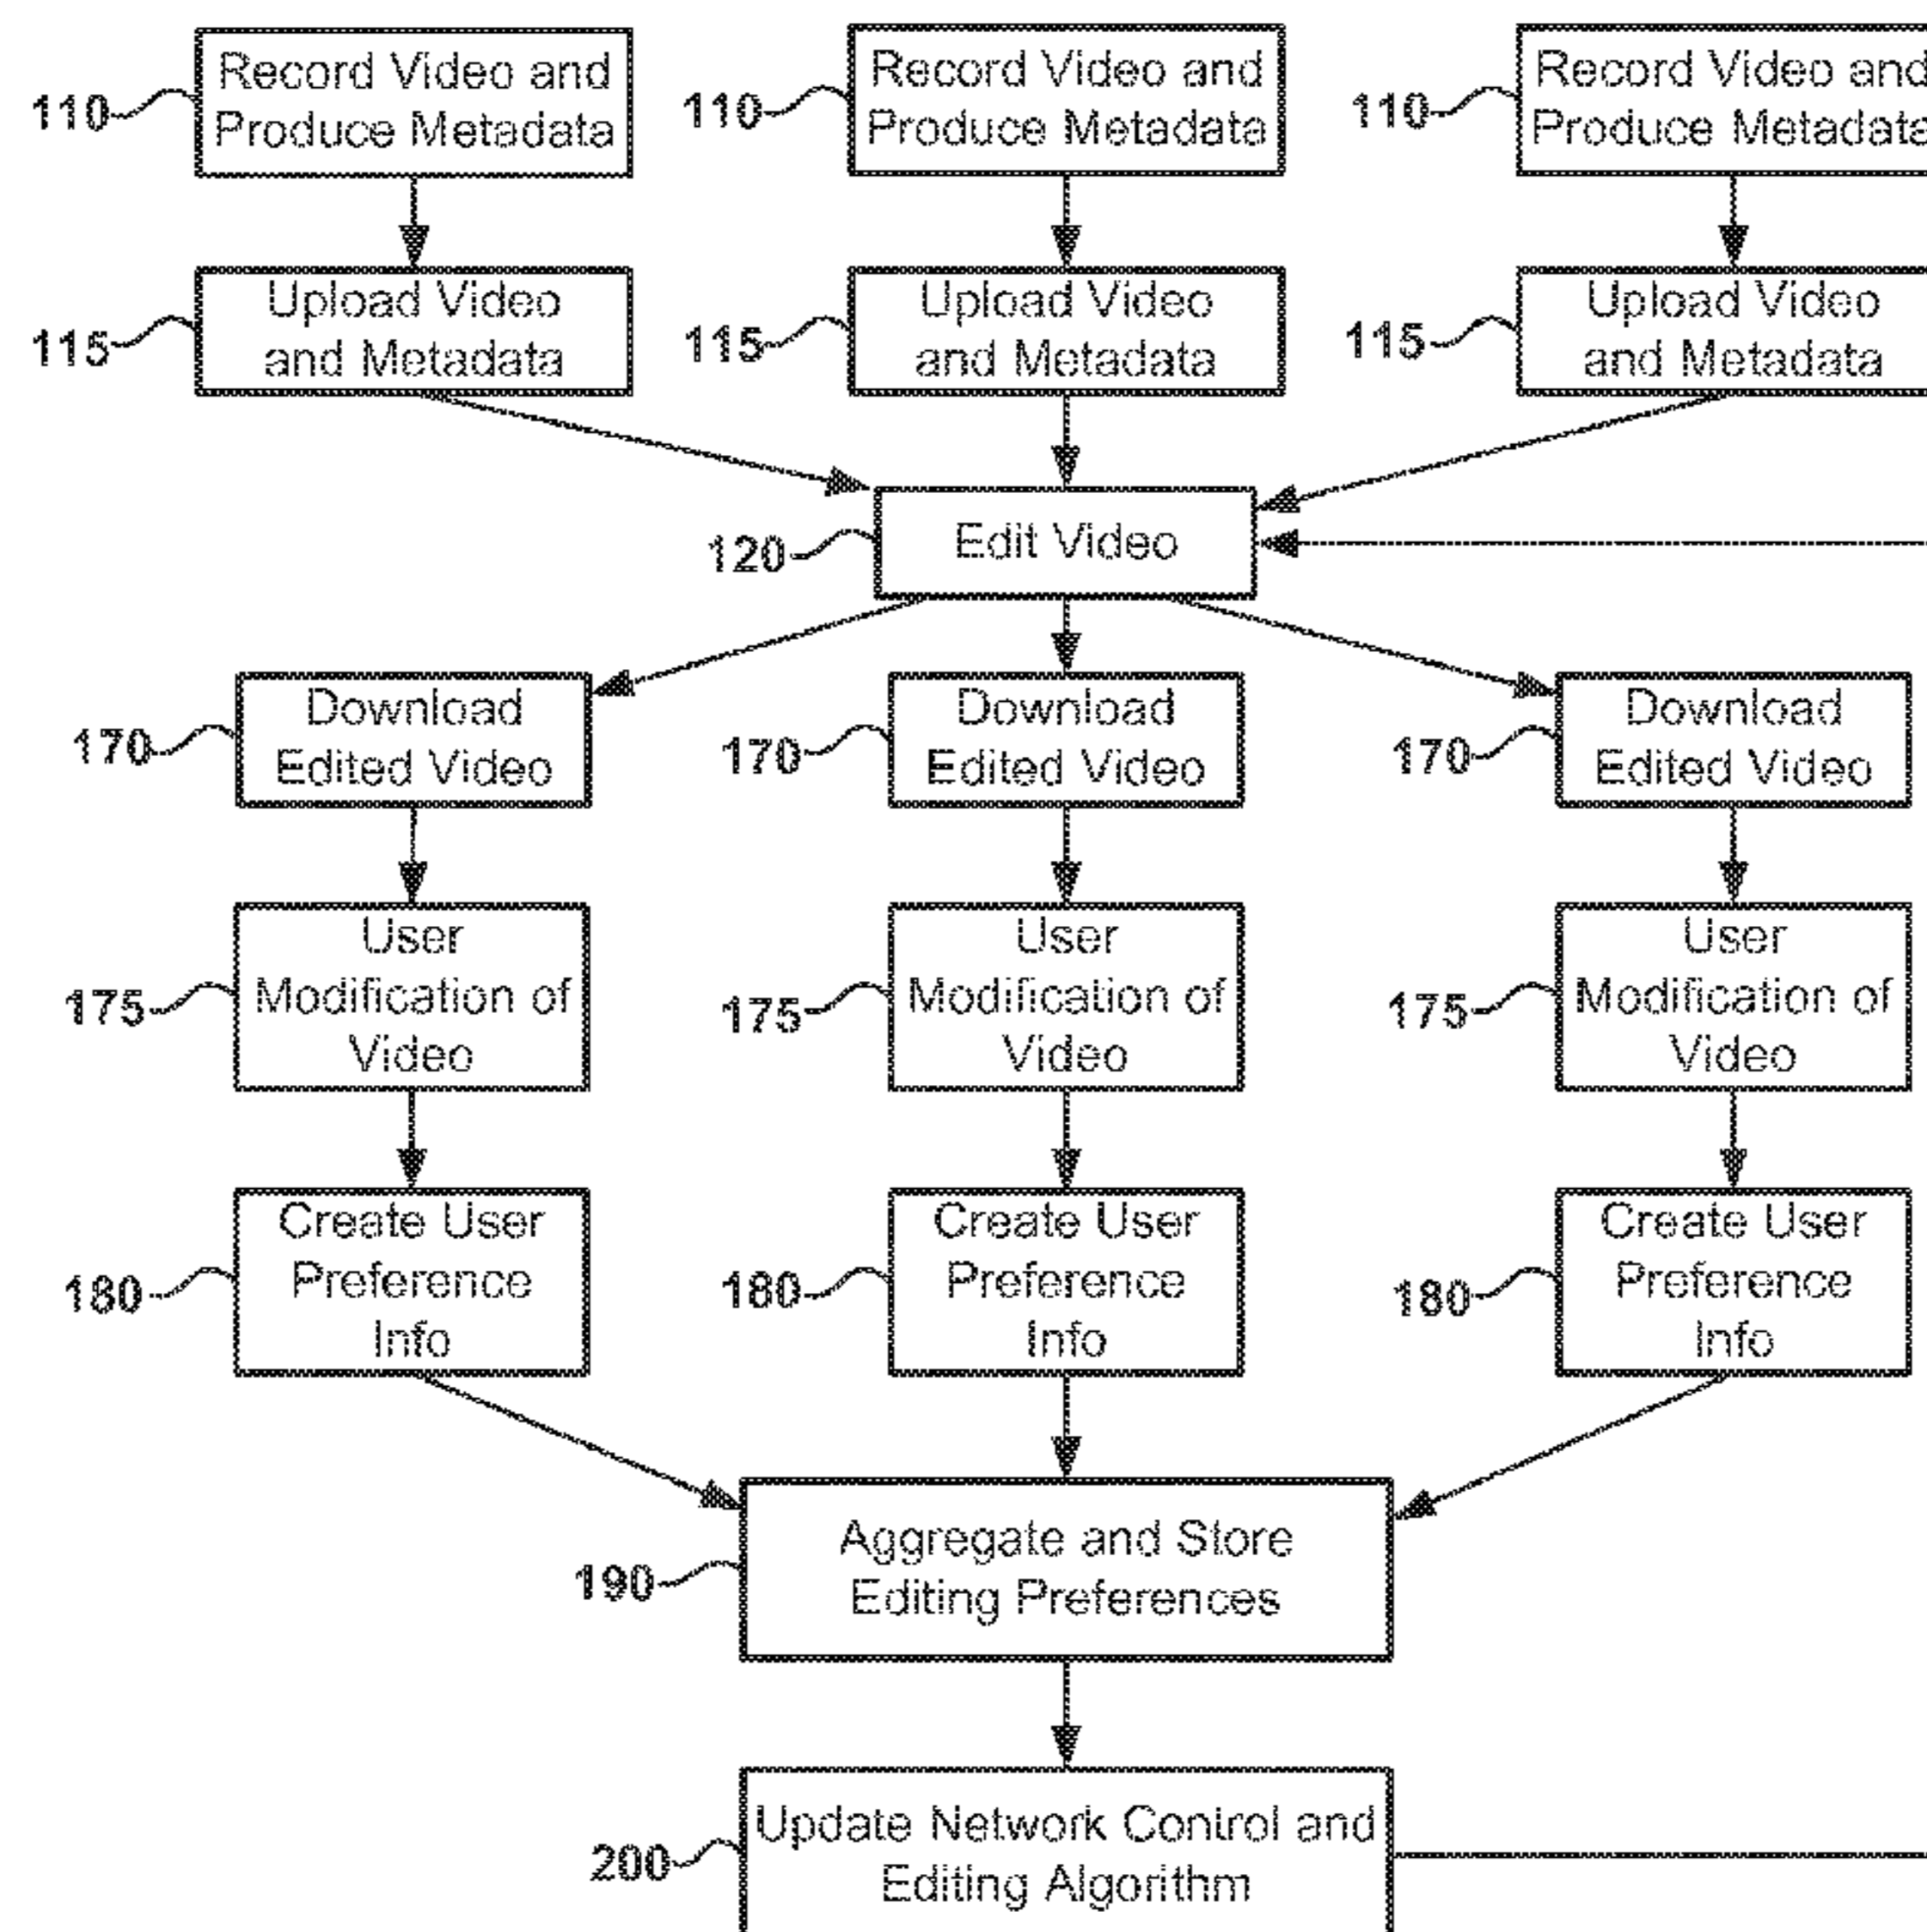 110 Record Video and Produce Metadata
110 Record Video and Produce Metadata
110 Record Video and Produce Metadata
115 Upload Video and Metadata
115 Upload Video and Metadata
115 Upload Video and Metadata
120 Edit Video
170 Download Edited Video
170 Download Edited Video
170 Download Edited Video
175 User Modification of Video
175 User Modification of Video
175 User Modification of Video
180 Create User Preference Info
180 Create User Preference Info
180 Create User Preference Info
190 Aggregate and Store Editing Preferences
200 Update Network Control and Editing Algorithm